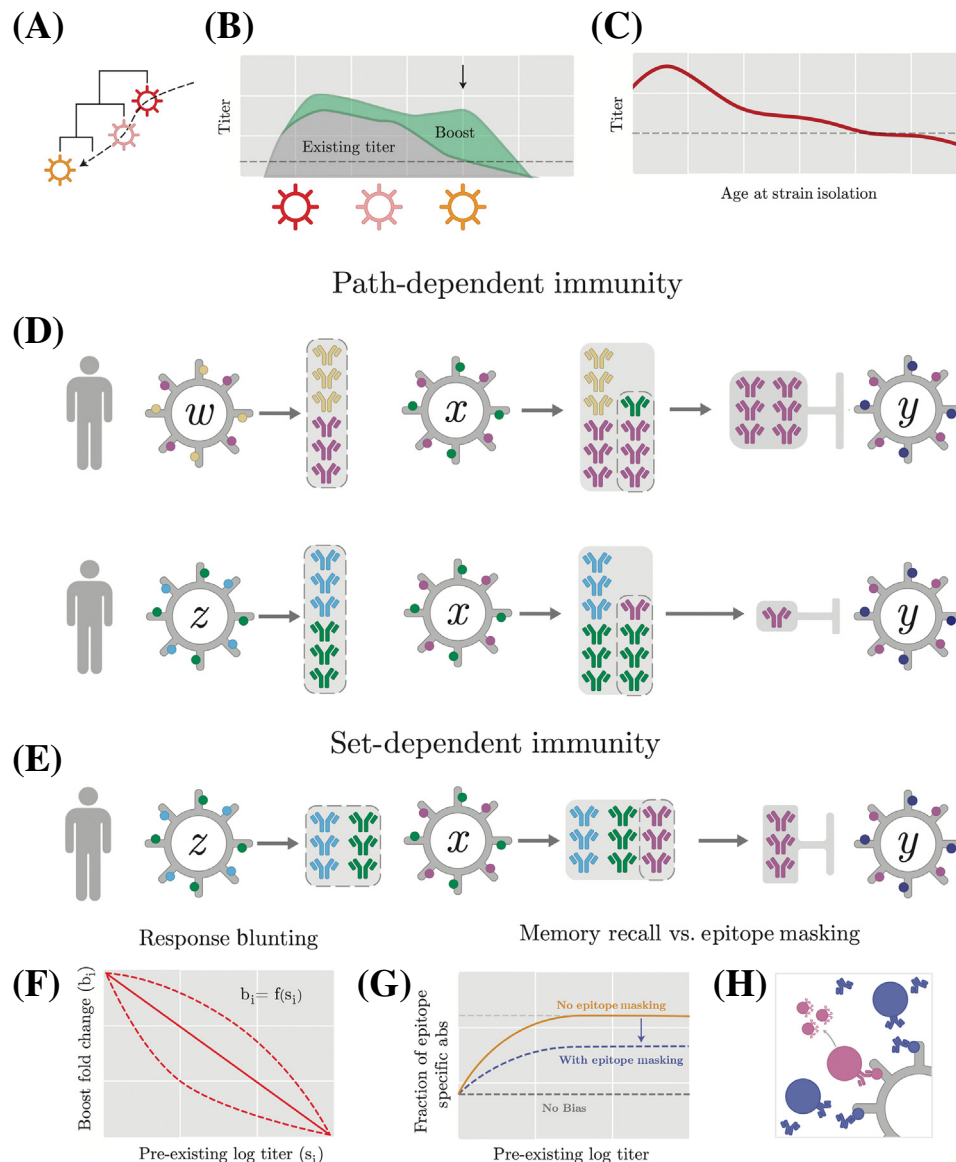 (A)
(B)
(C)
Titer
Existing titer
Boost
Titer
Age at strain isolation
Path-dependent immunity
(D)
w
x
y
z
x
y
Set-dependent immunity
(E)
z
x
y
Response blunting
Memory recall vs. epitope masking
(F)
Boost fold change (bᵢ)
bᵢ= f(sᵢ)
Pre-existing log titer (sᵢ)
(G)
Fraction of epitope
specific abs
No epitope masking
With epitope masking
No Bias
Pre-existing log titer
(H)